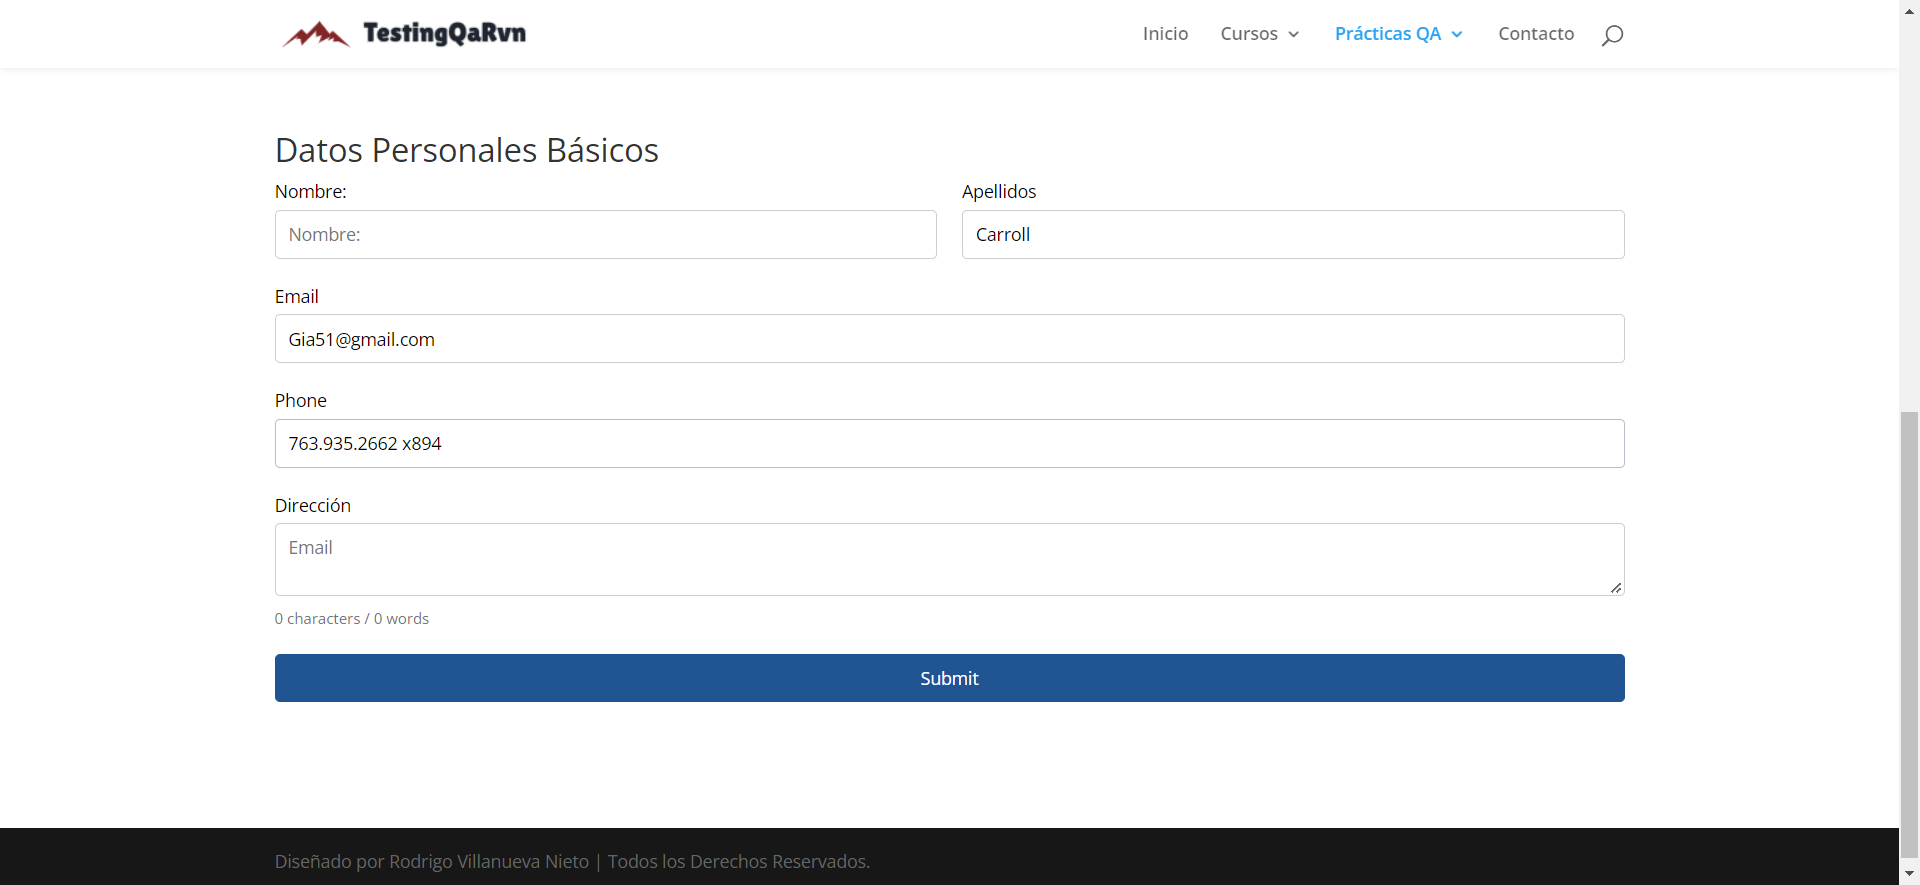 TestingQaRvn
Inicio Cursos Prácticas QA Contacto
Datos Personales Básicos
Nombre: Apellidos
Nombre: Carroll
Email
Gia51@gmail.com
Phone
763.935.2662 x894
Dirección
Email
0 characters / 0 words
Submit
Diseñado por Rodrigo Villanueva Nieto | Todos los Derechos Reservados.